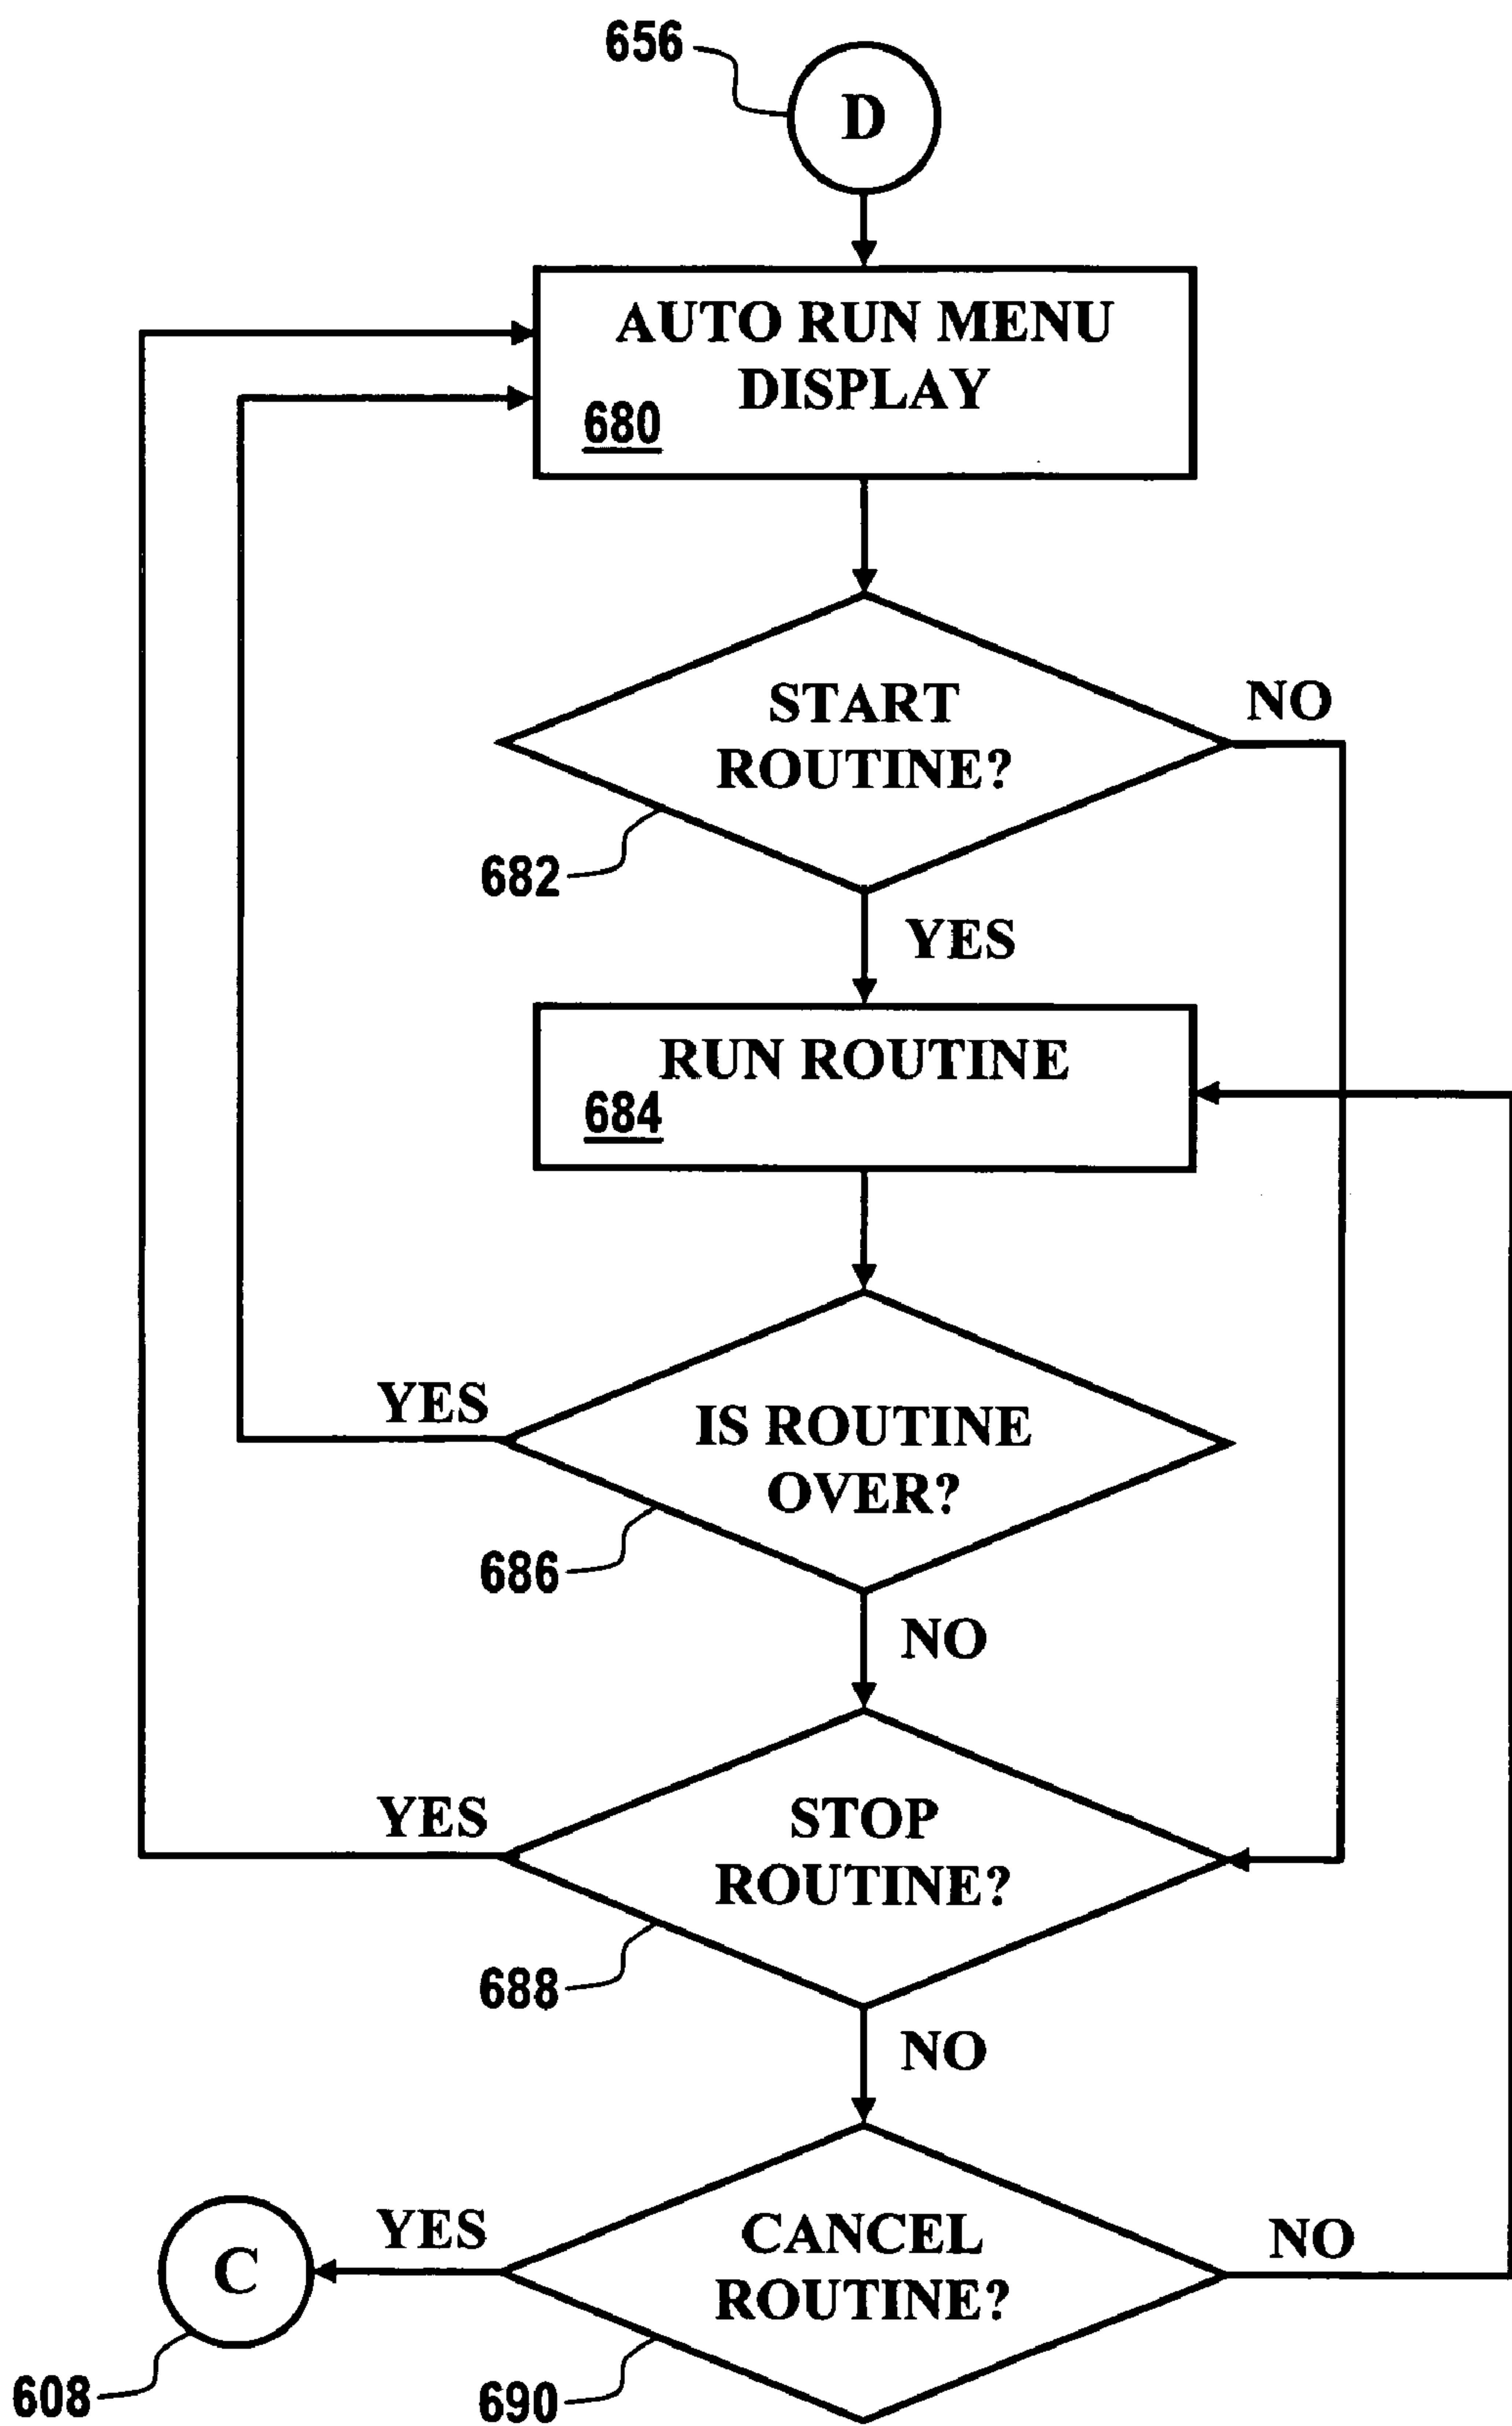 656
D
AUTO RUN MENU
DISPLAY
680
START
ROUTINE?
NO
682
YES
RUN ROUTINE
684
YES
IS ROUTINE
OVER?
686
NO
YES
STOP
ROUTINE?
688
NO
C
YES
CANCEL
ROUTINE?
NO
608
690